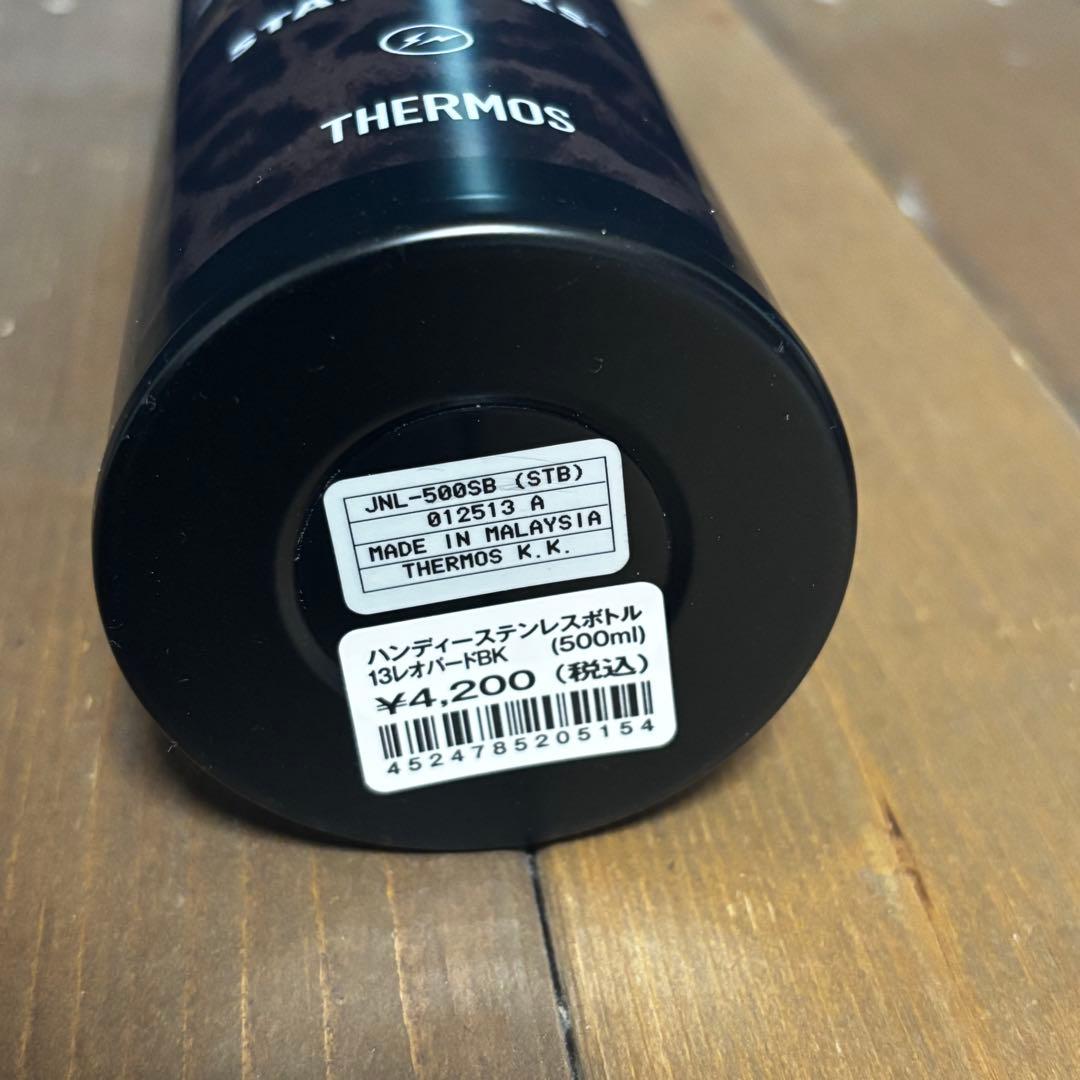 THERMOS
JNL-500SB (STB)
012513 A
MADE IN MALAYSIA
THERMOS K.K.
ハンディーステンレスボトル
13レオパードBK (500ml)
¥4,200 (税込)
4524785205154